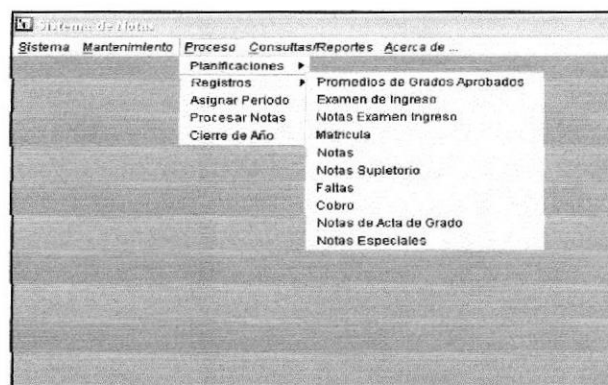 Sistema de Notas
Sistema Mantenimiento Proceso Consultas/Reportes Acerca de ...
Planificaciones
Registros
Asignar Período
Procesar Notas
Cierre de Año
Promedios de Grados Aprobados
Examen de Ingreso
Notas Examen Ingreso
Matricula
Notas
Notas Supletorio
Faltas
Cobro
Notas de Acta de Grado
Notas Especiales